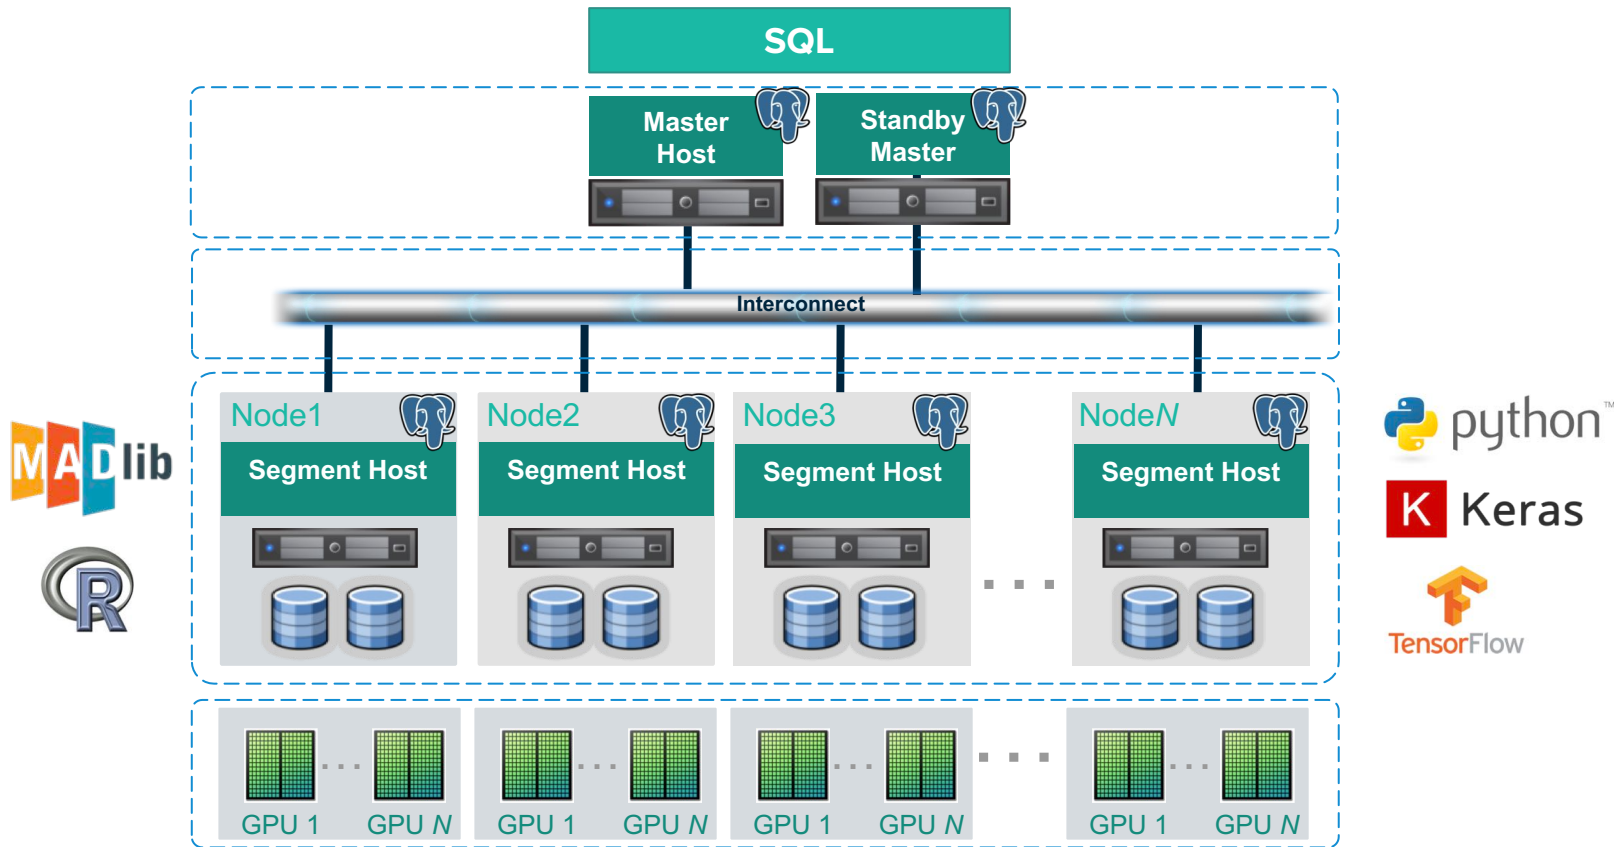 SQL
Master
Host
Standby
Master
Interconnect
Node1
Node2
Node3
NodeN
Segment Host
Segment Host
Segment Host
Segment Host
MADlib
R
python™
K Keras
TensorFlow
GPU 1
GPU N
GPU 1
GPU N
GPU 1
GPU N
GPU 1
GPU N